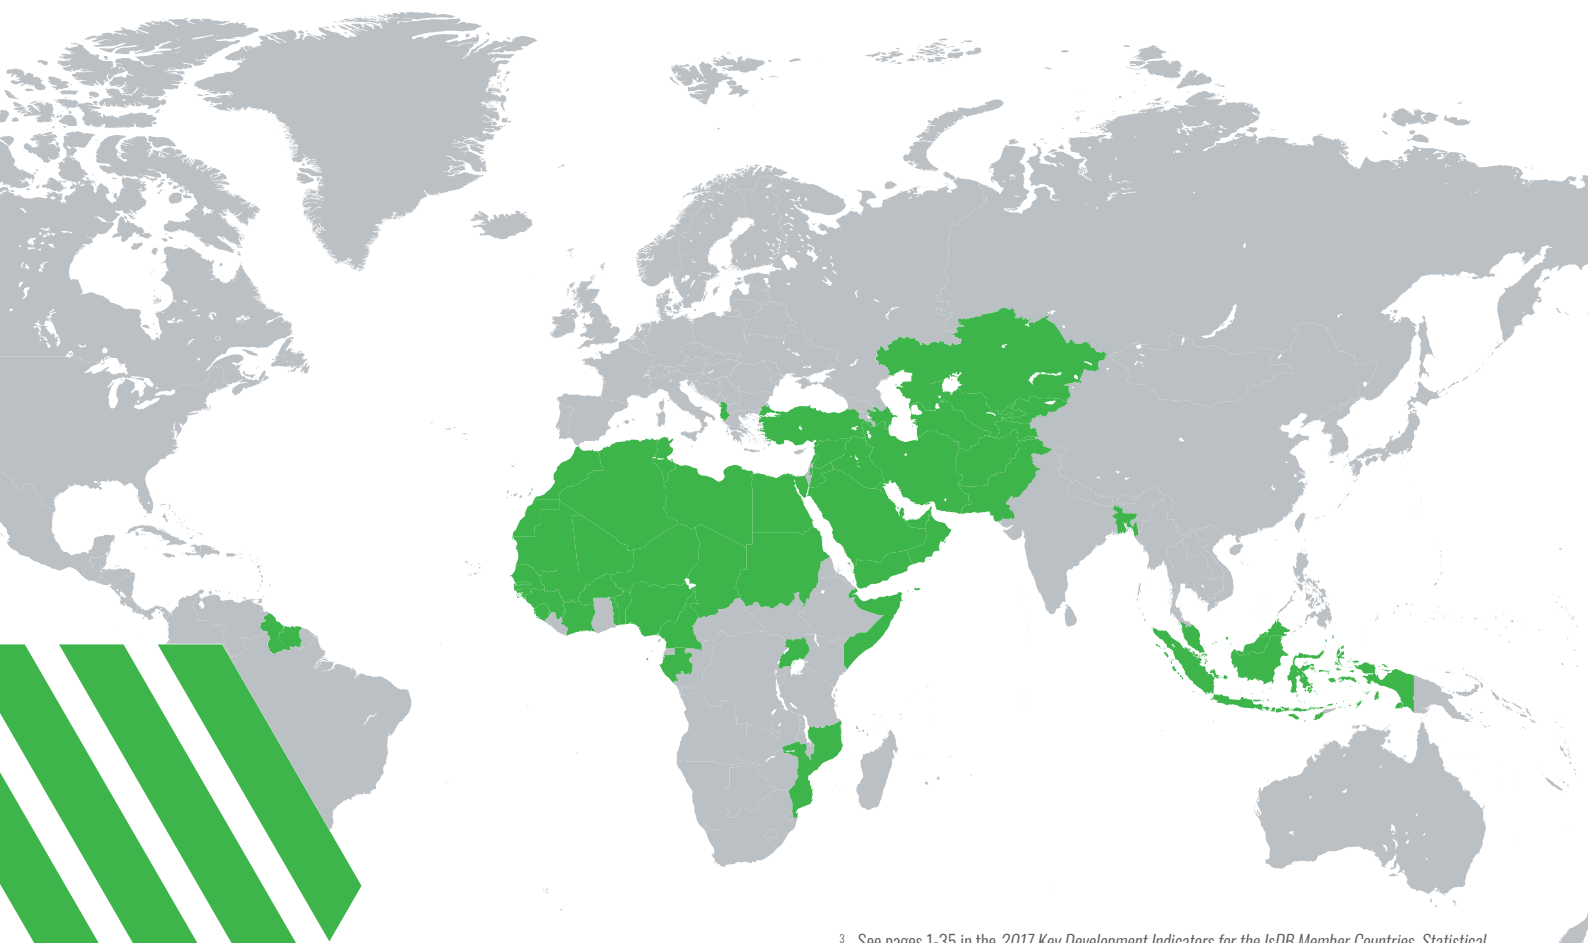 3 See pages 1-35 in the 2017 Key Development Indicators for the IsDB Member Countries, Statistical